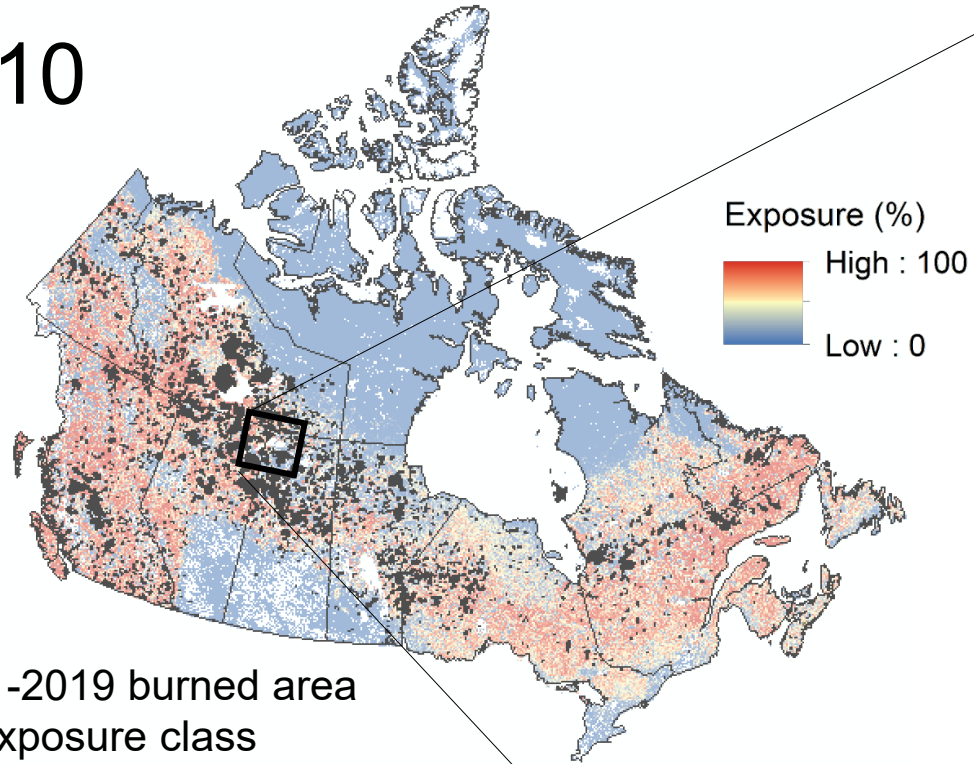 10
Exposure (%)
High : 100
Low : 0
-2019 burned area
xposure class